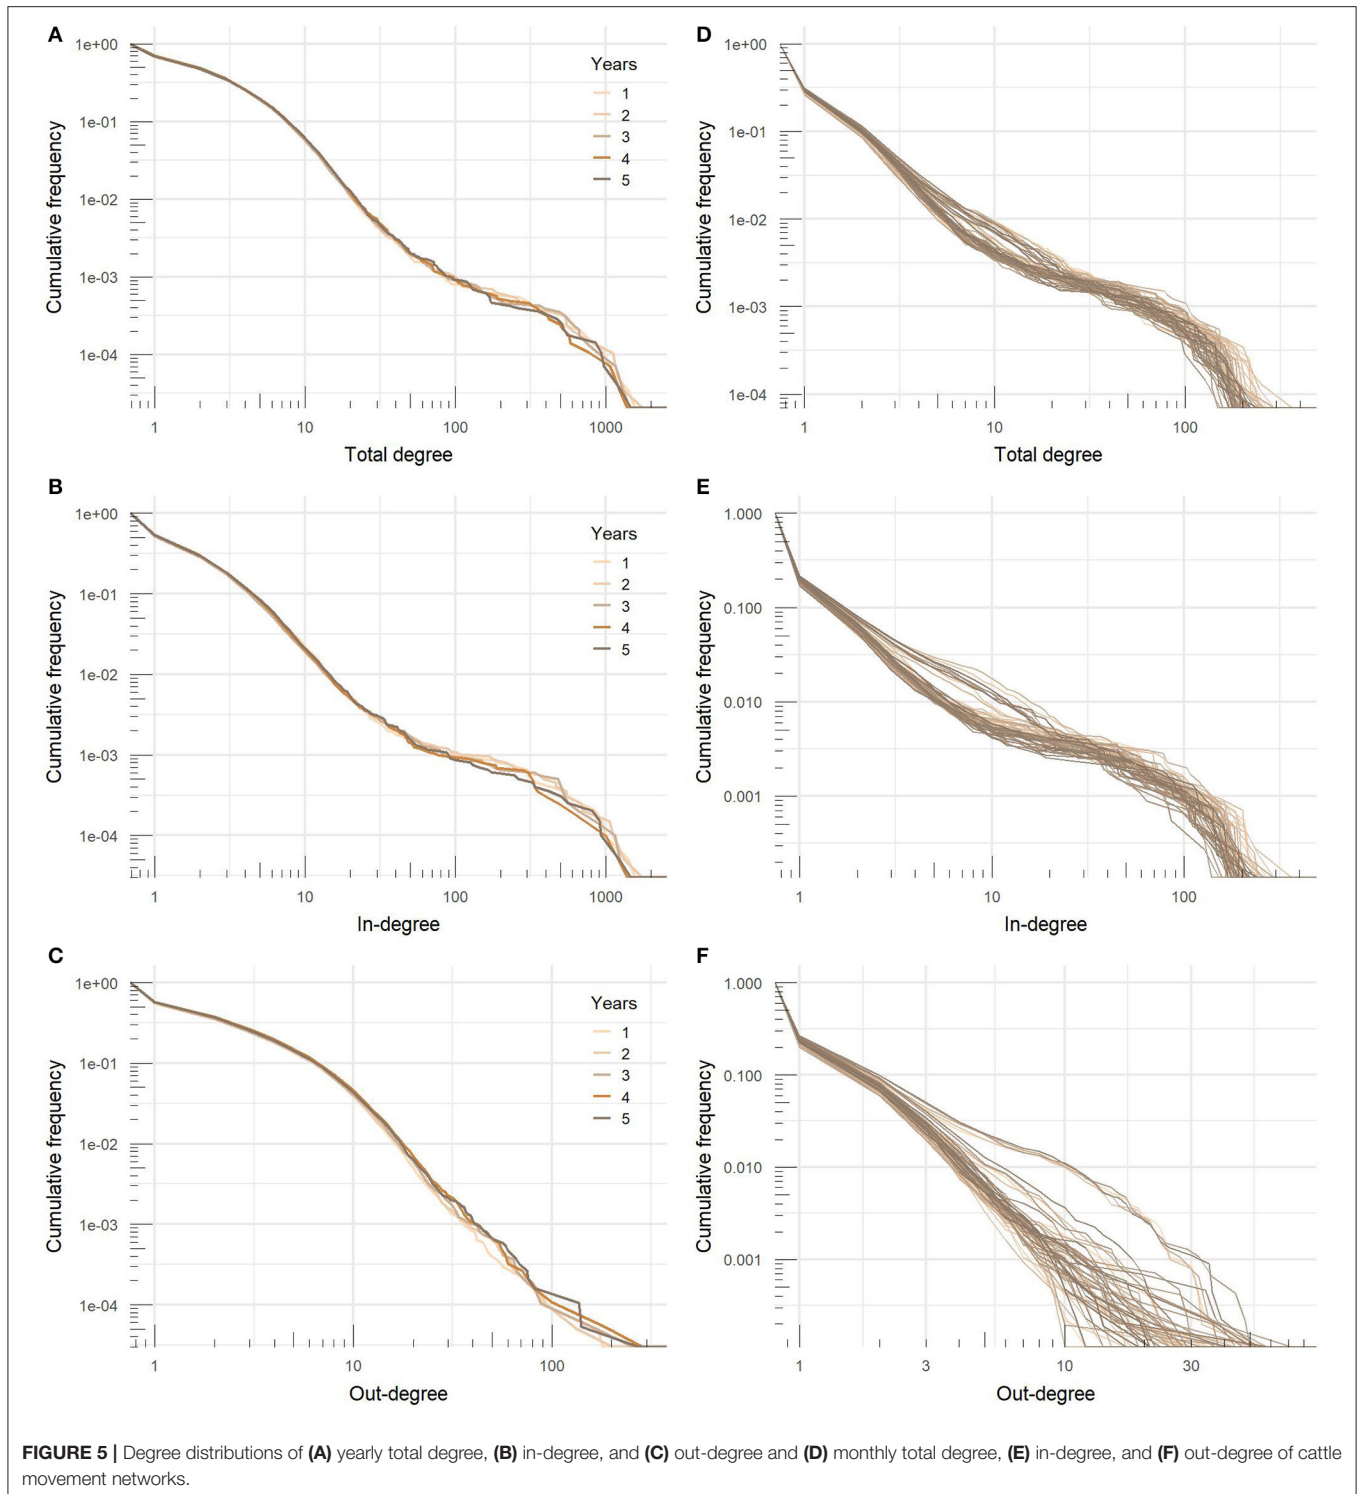 A
Cumulative frequency
1e+00
1e-01
1e-02
1e-03
1e-04
Years
1
2
3
4
5
1 10 100 1000
Total degree
D
Cumulative frequency
1e+00
1e-01
1e-02
1e-03
1e-04
1 10 100
Total degree
B
Cumulative frequency
1e+00
1e-01
1e-02
1e-03
1e-04
Years
1
2
3
4
5
1 10 100 1000
In-degree
E
Cumulative frequency
1.000
0.100
0.010
0.001
1 10 100
In-degree
C
Cumulative frequency
1e+00
1e-01
1e-02
1e-03
1e-04
Years
1
2
3
4
5
1 10 100
Out-degree
F
Cumulative frequency
1.000
0.100
0.010
0.001
1 3 10 30
Out-degree
FIGURE 5 | Degree distributions of (A) yearly total degree, (B) in-degree, and (C) out-degree and (D) monthly total degree, (E) in-degree, and (F) out-degree of cattle
movement networks.